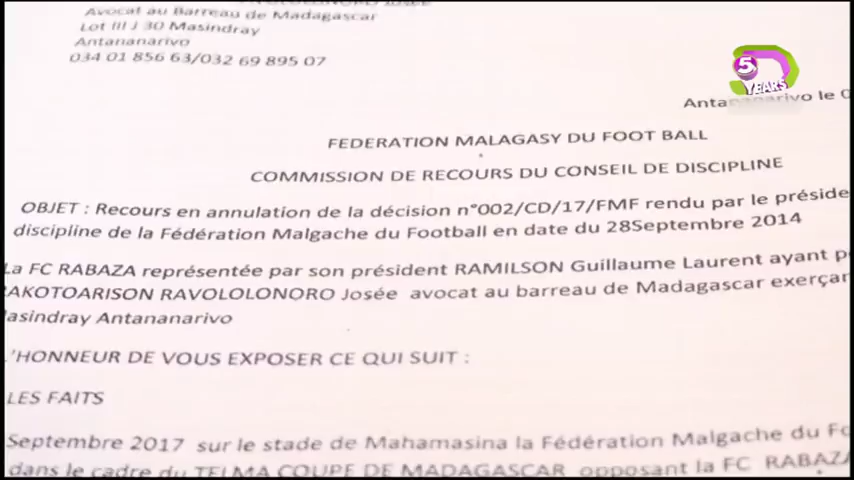 Avocat au Barreau de Madagascar
Lot III J 30 Masindray
Antananarivo
034 01 856 63/032 69 895 07
5
YEARS
Antananarivo le 0
FEDERATION MALAGASY DU FOOT BALL
COMMISSION DE RECOURS DU CONSEIL DE DISCIPLINE
OBJET : Recours en annulation de la décision n°002/CD/17/FMF rendu par le préside
discipline de la Fédération Malgache du Football en date du 28Septembre 2014
La FC RABAZA représentée par son président RAMILSON Guillaume Laurent ayant p
RAKOTOARISON RAVOLOLONORO Josée avocat au barreau de Madagascar exerçan
Masindray Antananarivo
L'HONNEUR DE VOUS EXPOSER CE QUI SUIT :
LES FAITS
Septembre 2017 sur le stade de Mahamasina la Fédération Malgache du Fo
dans le cadre du TELMA COUPE DE MADAGASCAR opposant la FC RABAZA